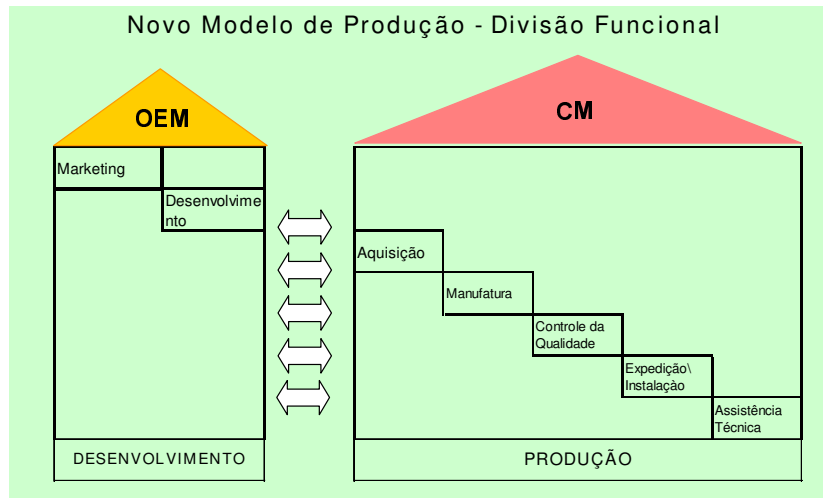 Novo Modelo de Produção - Divisão Funcional
OEM
CM
Marketing
Desenvolvime
nto
Aquisição
Manufatura
Controle da
Qualidade
Expedição\
Instalaçào
Assistência
Técnica
DESENVOLVIMENTO
PRODUÇÃO